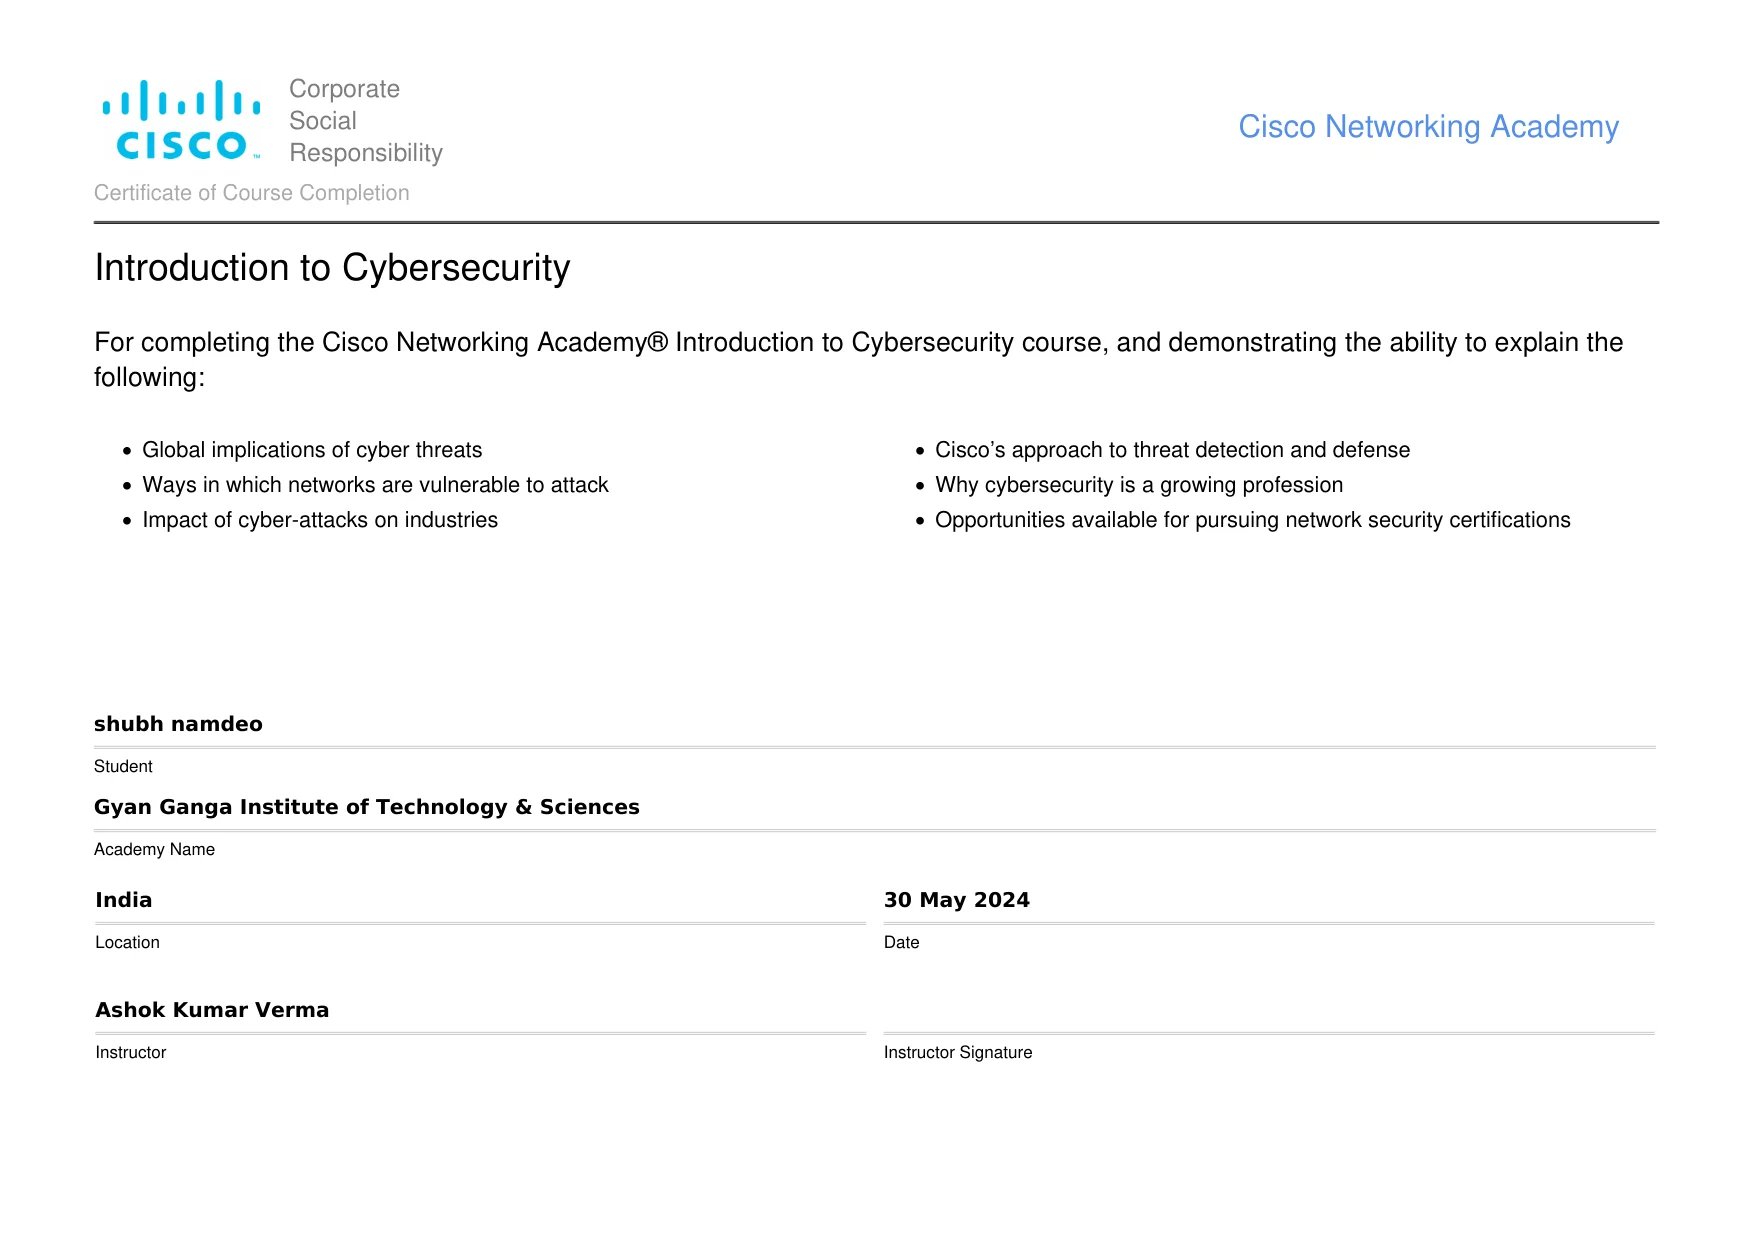 CISCO
Corporate
Social
Responsibility
Cisco Networking Academy
Certificate of Course Completion
Introduction to Cybersecurity
For completing the Cisco Networking Academy® Introduction to Cybersecurity course, and demonstrating the ability to explain the
following:
• Global implications of cyber threats
• Ways in which networks are vulnerable to attack
• Impact of cyber-attacks on industries
• Cisco’s approach to threat detection and defense
• Why cybersecurity is a growing profession
• Opportunities available for pursuing network security certifications
shubh namdeo
Student
Gyan Ganga Institute of Technology & Sciences
Academy Name
India
Location
30 May 2024
Date
Ashok Kumar Verma
Instructor
Instructor Signature